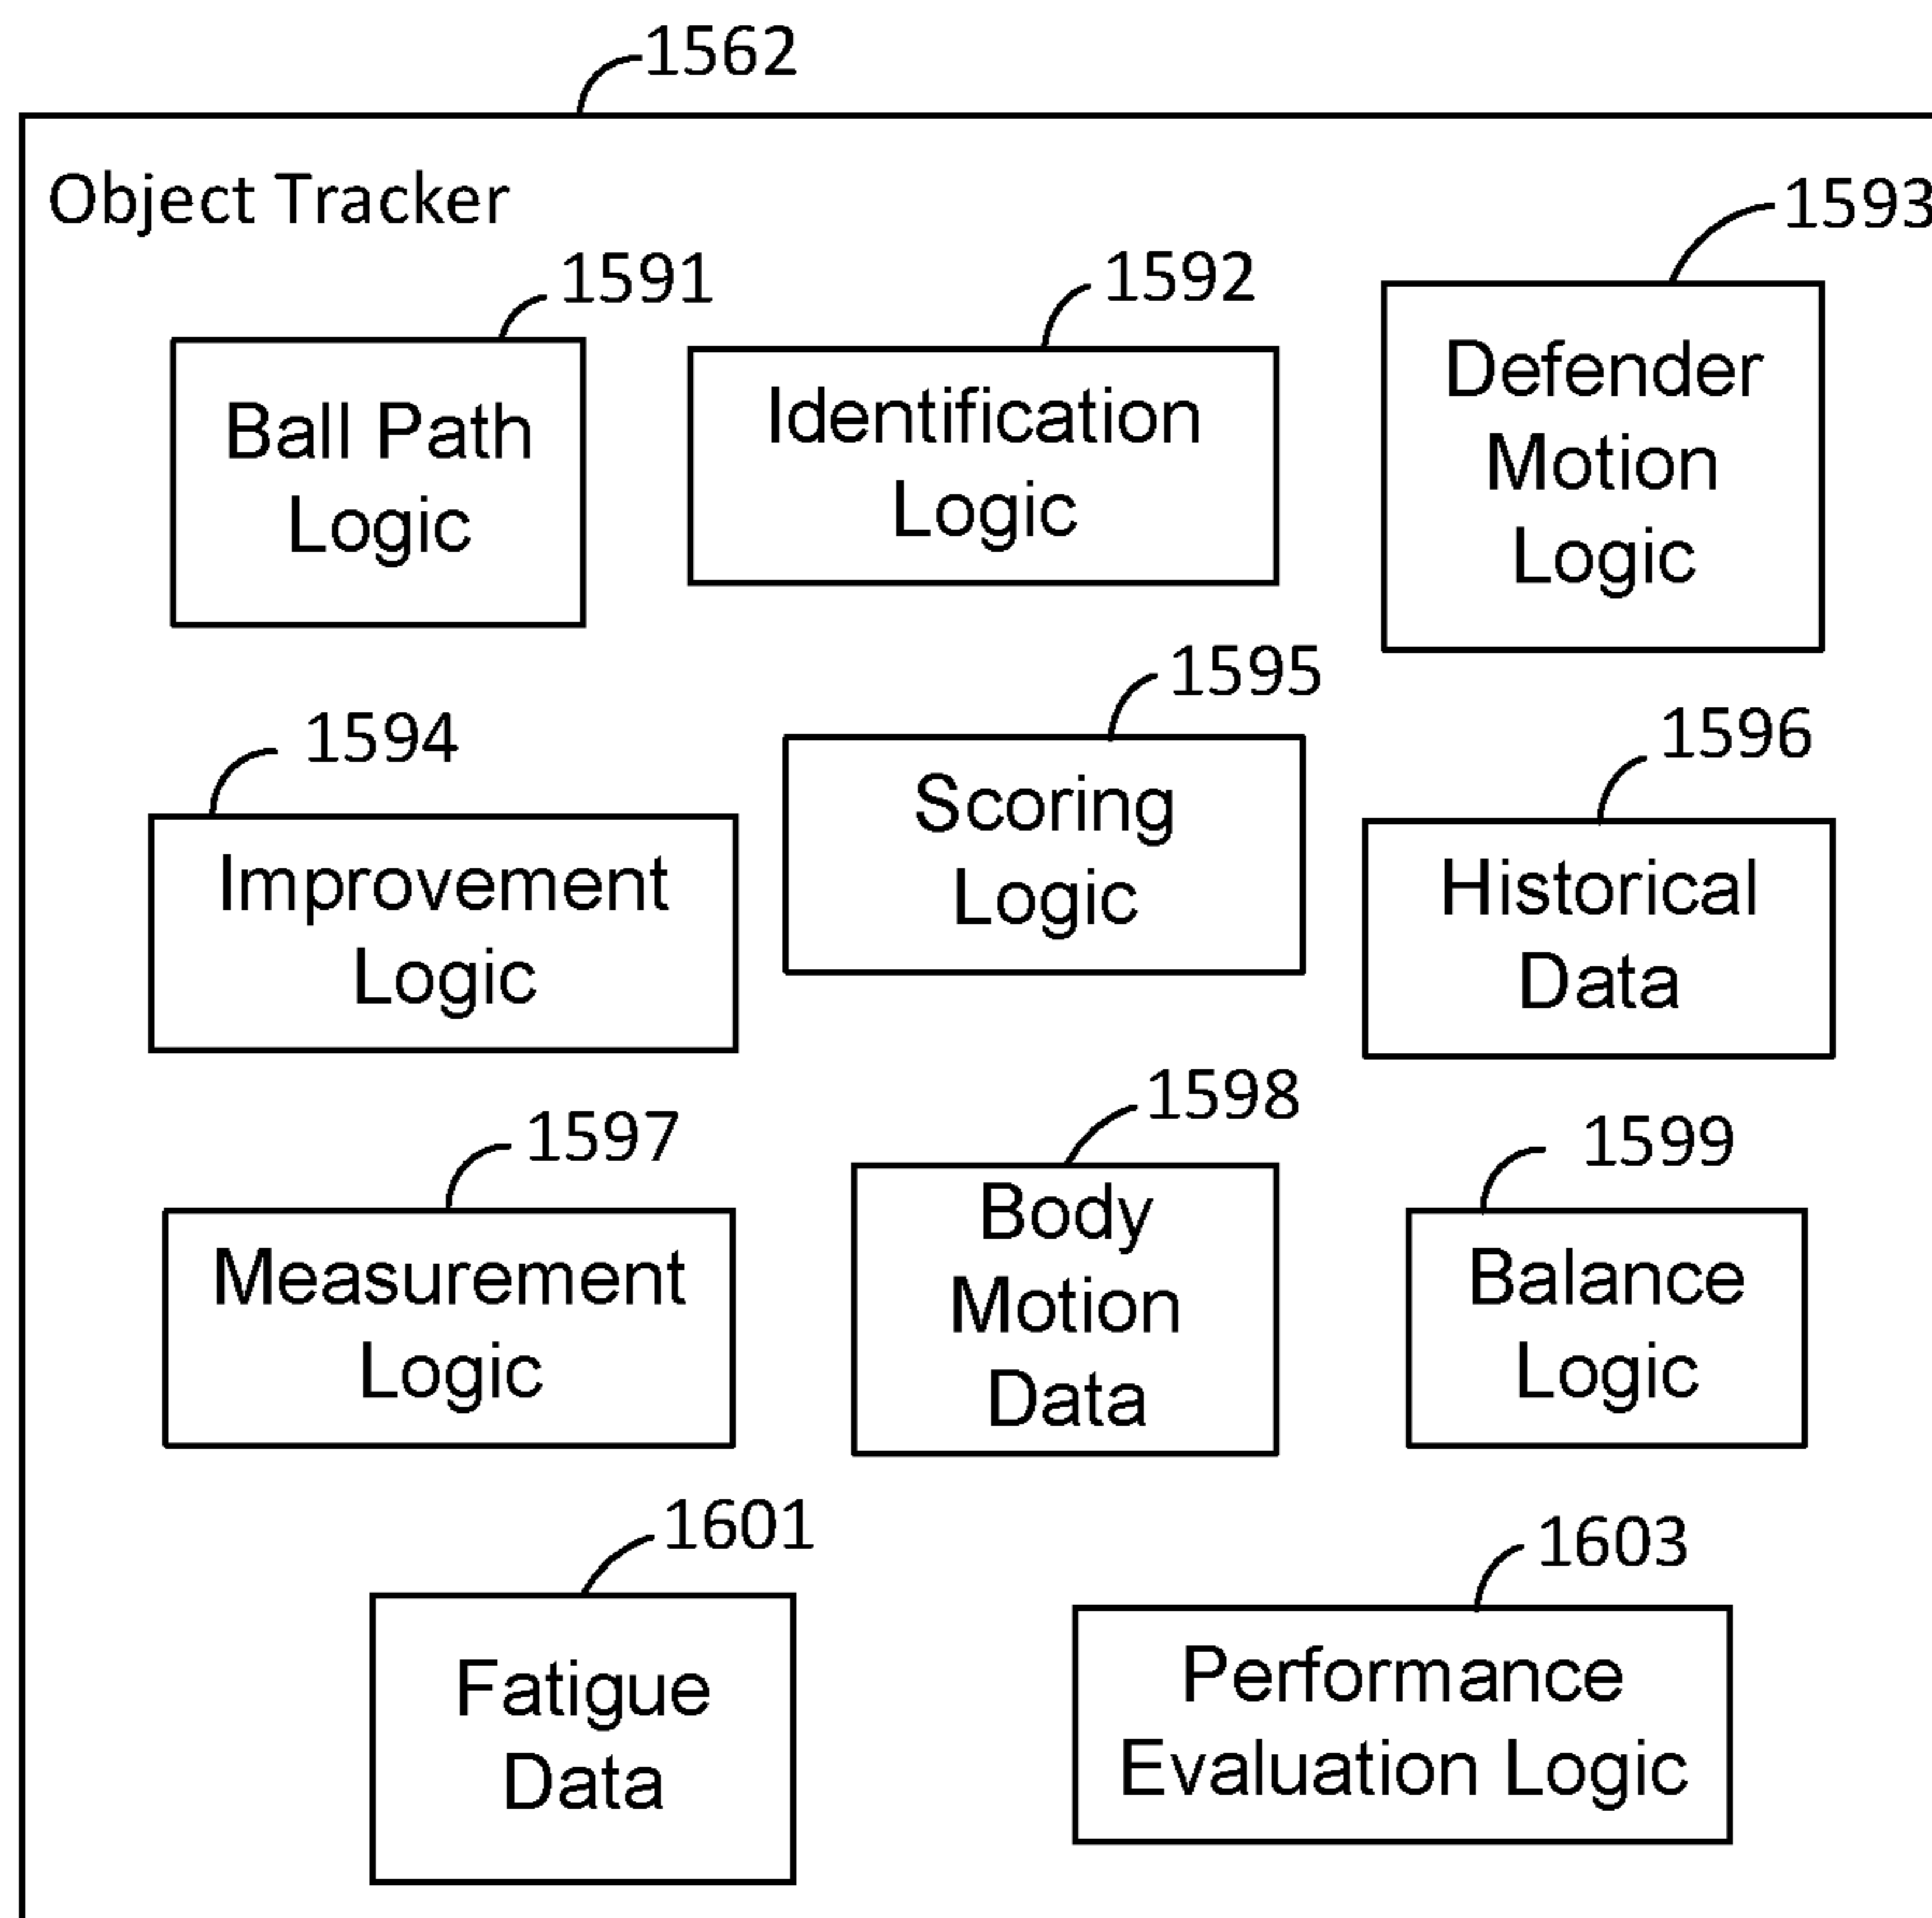 1562
Object Tracker
1591
1592
1593
Ball Path
Logic
Identification
Logic
Defender
Motion
Logic
1594
1595
1596
Improvement
Logic
Scoring
Logic
Historical
Data
1597
1598
1599
Measurement
Logic
Body
Motion
Data
Balance
Logic
1601
1603
Fatigue
Data
Performance
Evaluation Logic